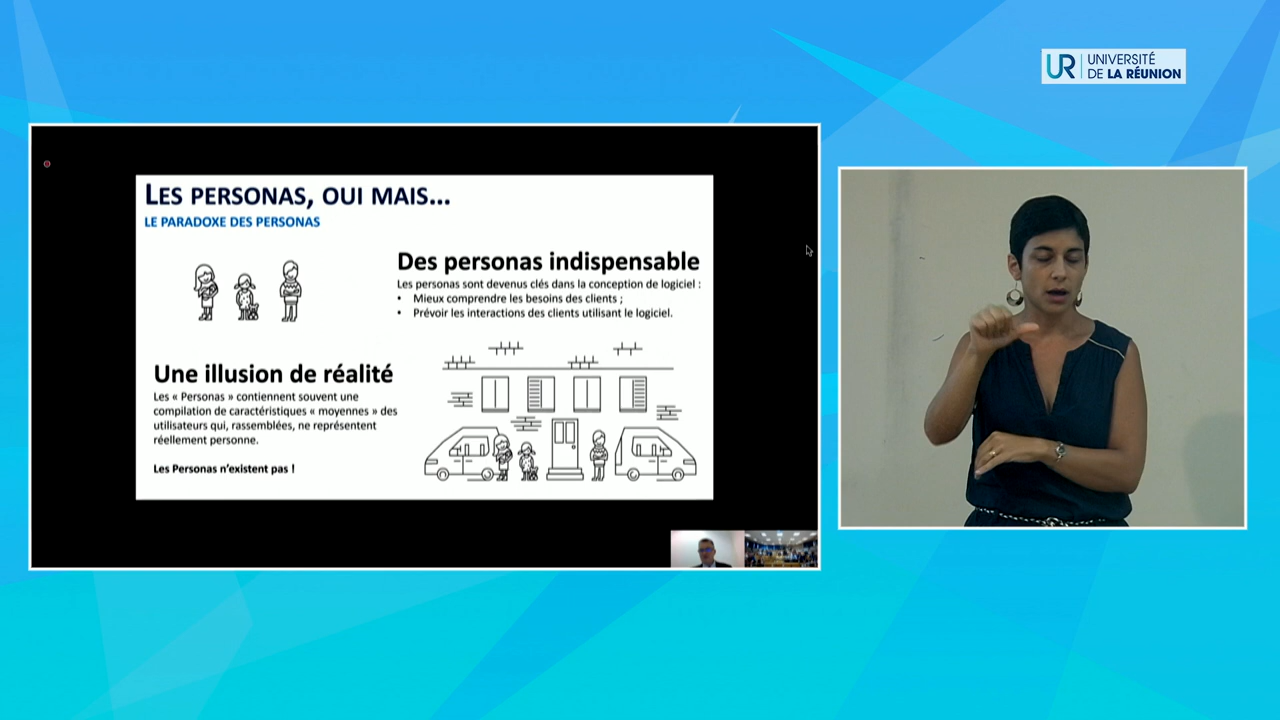 UR UNIVERSITÉ
DE LA RÉUNION
LES PERSONAS, OUI MAIS...
LE PARADOXE DES PERSONAS
Des personas indispensable
Les personas sont devenus clés dans la conception de logiciel :
• Mieux comprendre les besoins des clients ;
• Prévoir les interactions des clients utilisant le logiciel.
Une illusion de réalité
Les « Personas » contiennent souvent une
compilation de caractéristiques « moyennes » des
utilisateurs qui, rassemblées, ne représentent
réellement personne.
Les Personas n'existent pas !